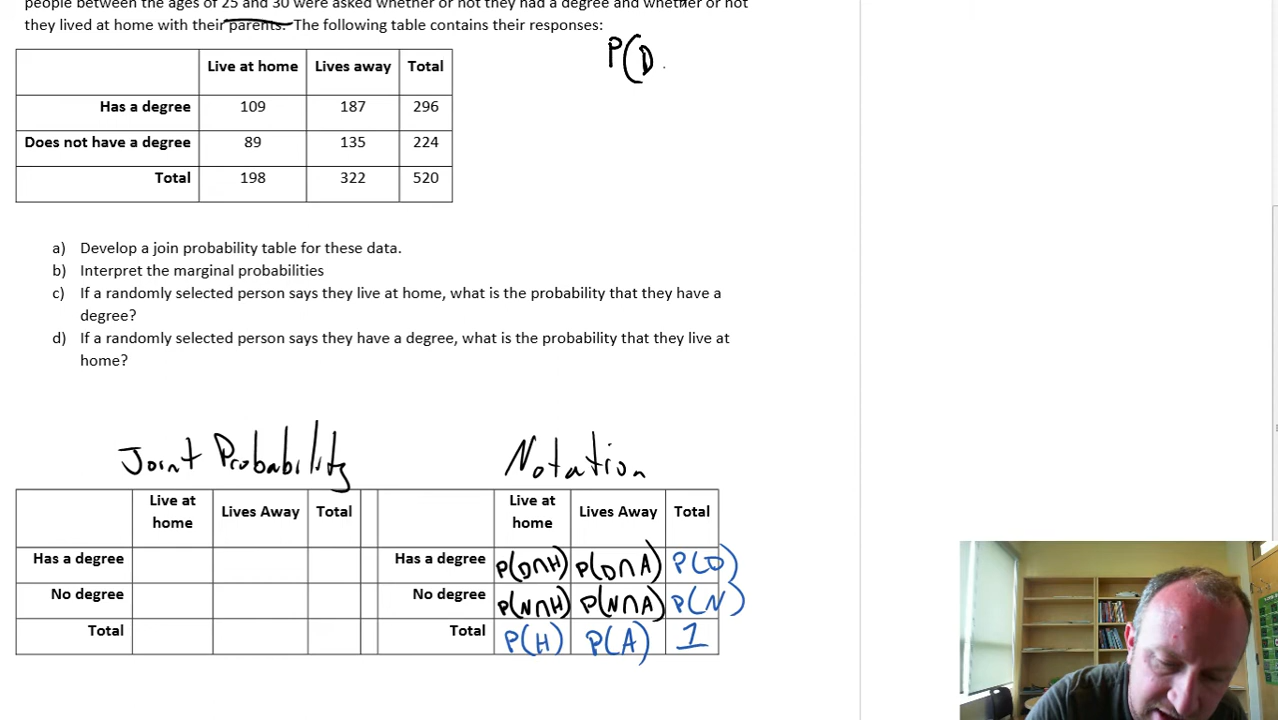 people between the ages of 25 and 30 were asked whether or not they had a degree and whether or not
they lived at home with their parents. The following table contains their responses:
P(D
Live at home Lives away Total
Has a degree 109 187 296
Does not have a degree 89 135 224
Total 198 322 520
a) Develop a join probability table for these data.
b) Interpret the marginal probabilities
c) If a randomly selected person says they live at home, what is the probability that they have a
degree?
d) If a randomly selected person says they have a degree, what is the probability that they live at
home?
Joint Probability
Live at
home Lives Away Total
Has a degree
No degree
Total
Notation
Live at
home Lives Away Total
Has a degree P(D∩H) P(D∩A) P(D)
No degree P(N∩H) P(N∩A) P(N)
Total P(H) P(A) 1